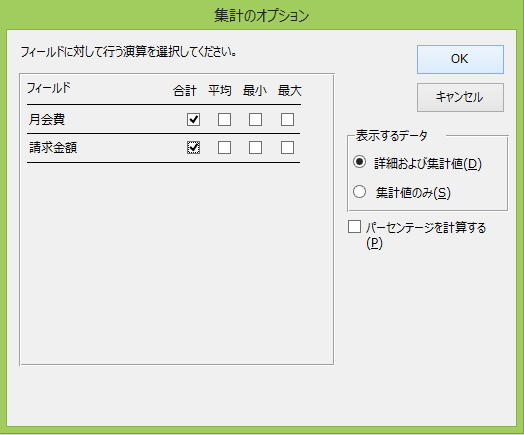 集計のオプション
フィールドに対して行う演算を選択してください。
OK
キャンセル
フィールド 合計 平均 最小 最大
月会費
請求金額
表示するデータ
詳細および集計値(D)
集計値のみ(S)
パーセンテージを計算する
(P)